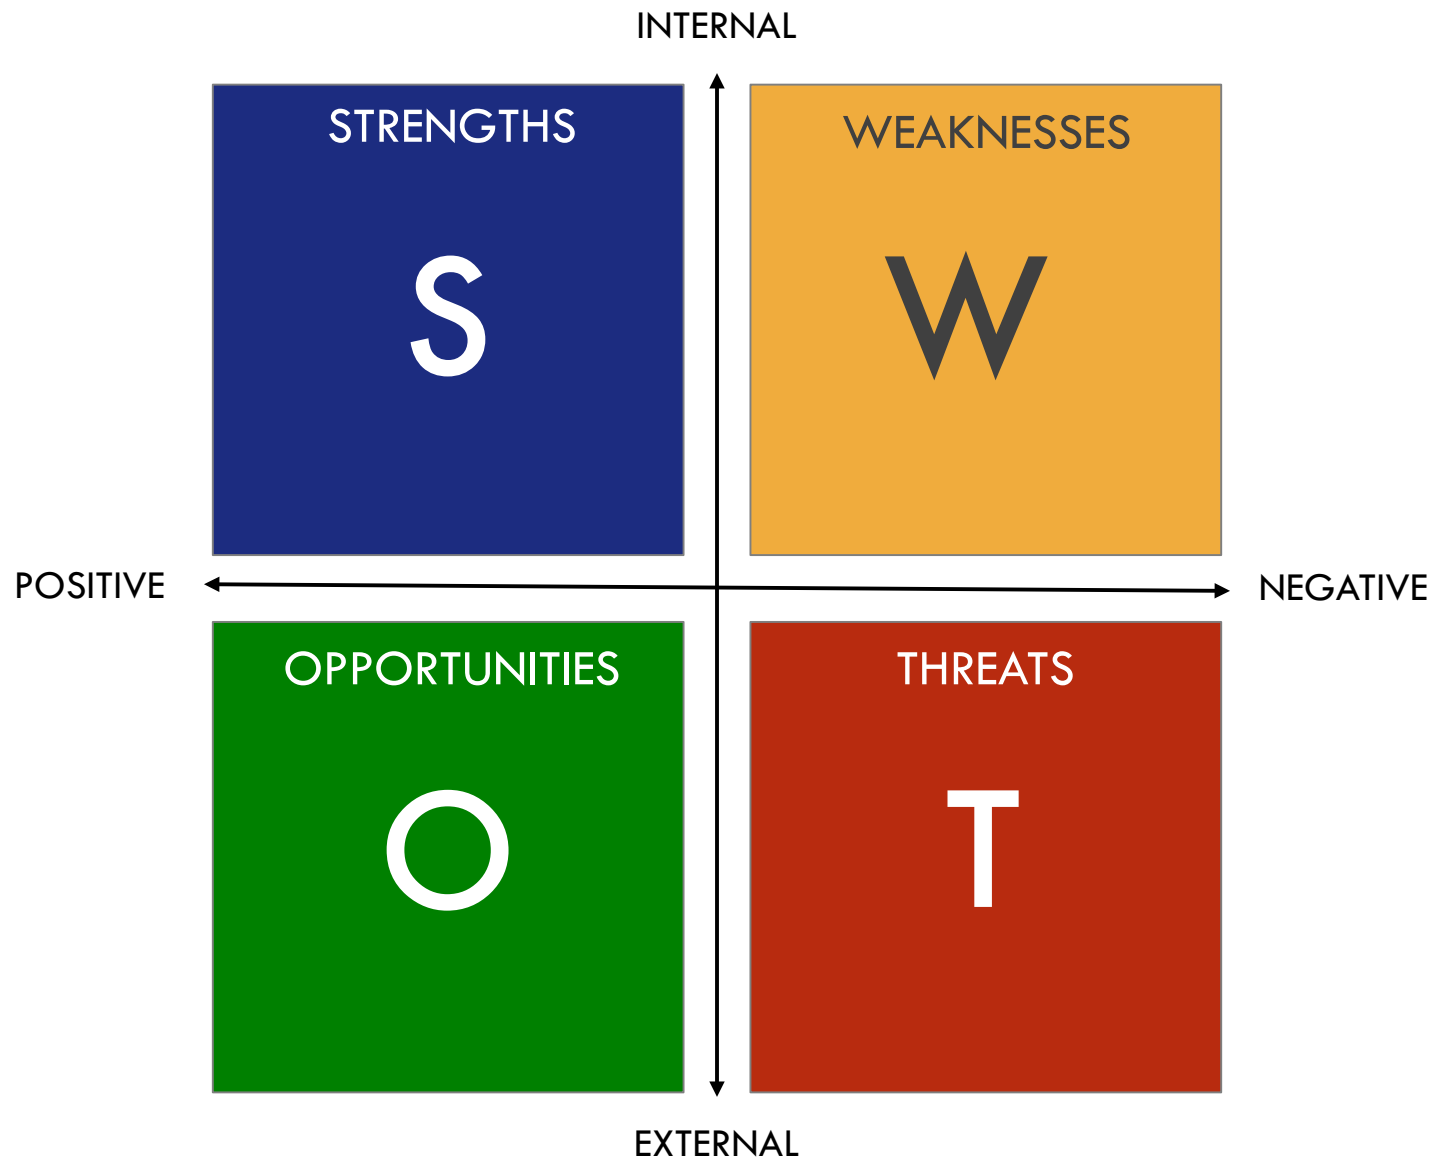 INTERNAL
STRENGTHS
WEAKNESSES
S
W
POSITIVE
NEGATIVE
OPPORTUNITIES
THREATS
O
T
EXTERNAL